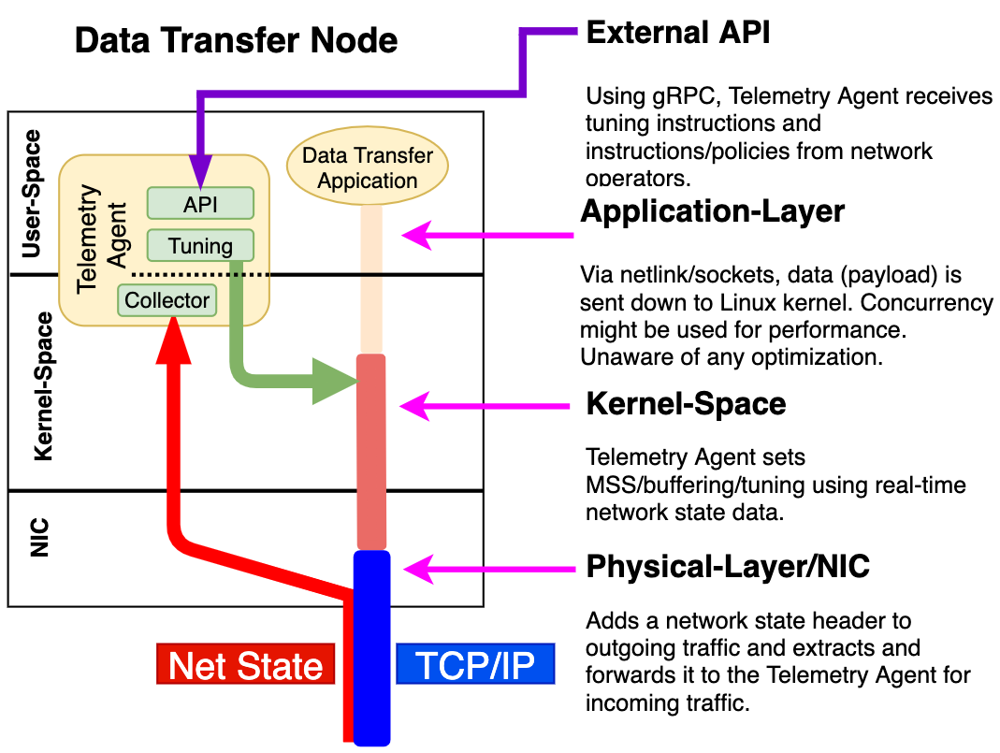 Data Transfer Node
User-Space
Kernel-Space
NIC
Telemetry
Agent
API
Tuning
Collector
Data Transfer
Appication
Net State
TCP/IP
External API
Using gRPC, Telemetry Agent receives
tuning instructions and
instructions/policies from network
operators.
Application-Layer
Via netlink/sockets, data (payload) is
sent down to Linux kernel. Concurrency
might be used for performance.
Unaware of any optimization.
Kernel-Space
Telemetry Agent sets
MSS/buffering/tuning using real-time
network state data.
Physical-Layer/NIC
Adds a network state header to
outgoing traffic and extracts and
forwards it to the Telemetry Agent for
incoming traffic.